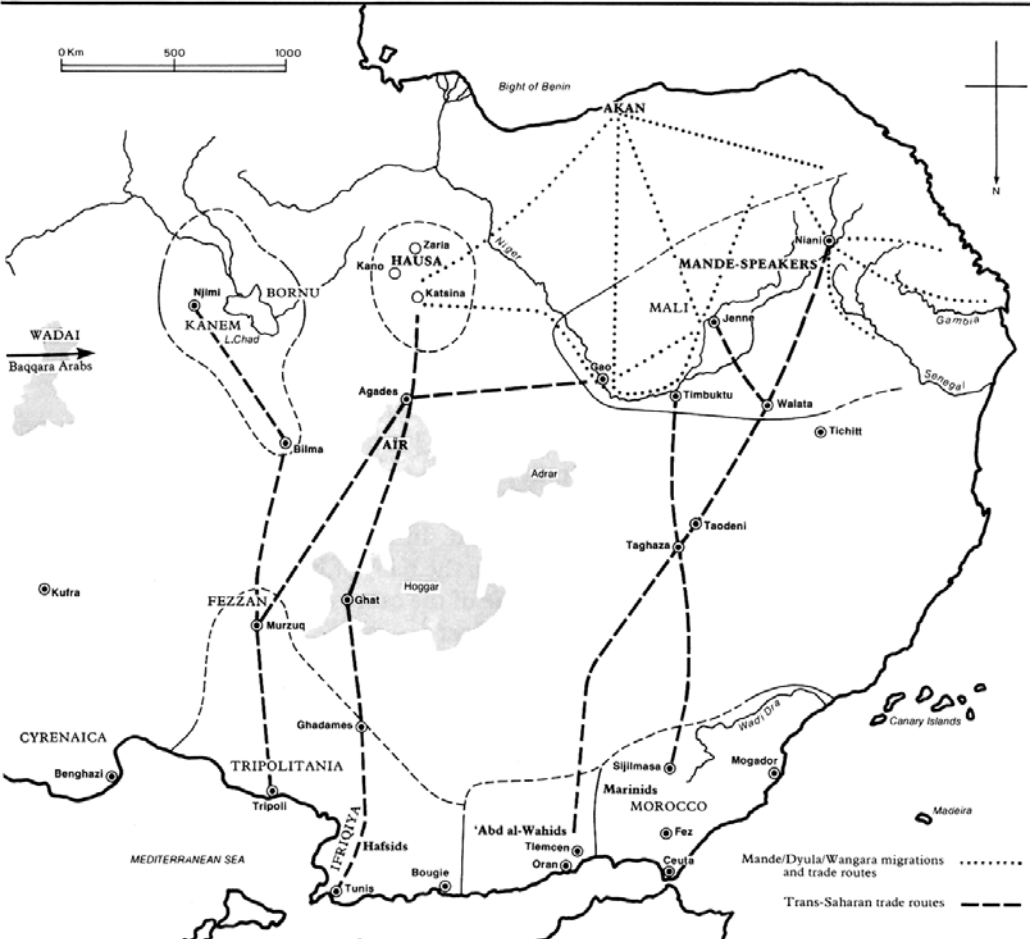 0 Km 500 1000
Bight of Benin
AKAN
N
Zaria
HAUSA
Kano
Katsina
Niger
Niani
MANDE-SPEAKERS
MALI
Jenne
Njimi
BORNU
KANEM
L.Chad
WADAI
Baqqara Arabs
Gambia
Senegal
Gao
Agades
Timbuktu
Walata
Tichitt
AÏR
Bilma
Adrar
Taodeni
Taghaza
Hoggar
Kufra
FEZZAN
Ghat
Murzuq
Ghadames
Wadi Dra
Canary Islands
CYRENAICA
Benghazi
TRIPOLITANIA
Tripoli
Sijilmasa
Mogador
Marinids
MOROCCO
Madeira
IFRIQIYA
Hafsids
'Abd al-Wahids
Tlemcen
Oran
Fez
Ceuta
MEDITERRANEAN SEA
Tunis
Bougie
Mande/Dyula/Wangara migrations
and trade routes
Trans-Saharan trade routes